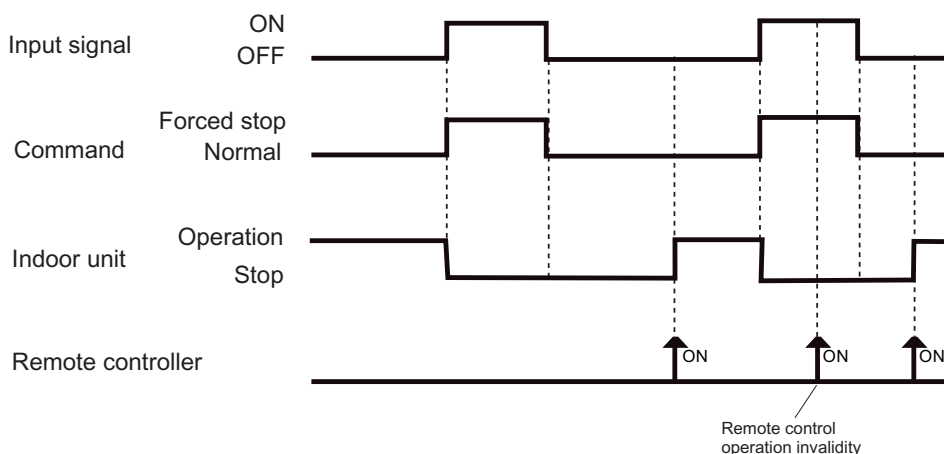 Input signal
ON
OFF
Command
Forced stop
Normal
Indoor unit
Operation
Stop
Remote controller
ON
ON
ON
Remote control
operation invalidity